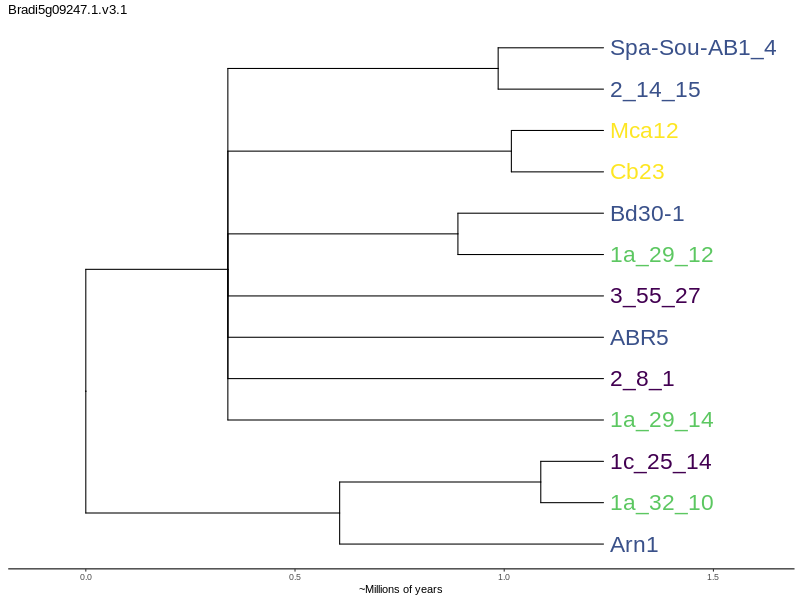 Bradi5g09247.1.v3.1
Spa-Sou-AB1_4
2_14_15
Mca12
Cb23
Bd30-1
1a_29_12
3_55_27
ABR5
2_8_1
1a_29_14
1c_25_14
1a_32_10
Arn1
0.0 0.5 1.0 1.5
~Millions of years